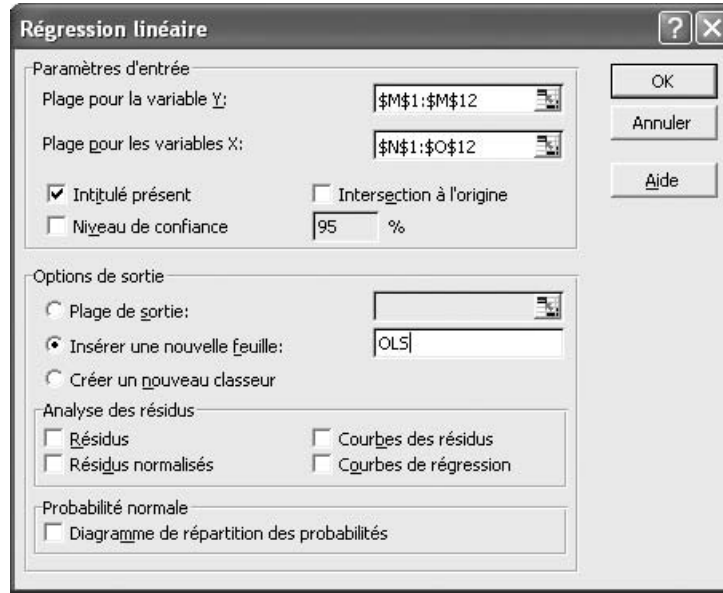 Régression linéaire
Paramètres d'entrée
Plage pour la variable Y: $M$1:$M$12
Plage pour les variables X: $N$1:$O$12
Intitulé présent Intersection à l'origine
Niveau de confiance 95 %
OK
Annuler
Aide
Options de sortie
Plage de sortie:
Insérer une nouvelle feuille: OLS
Créer un nouveau classeur
Analyse des résidus
Résidus Courbes des résidus
Résidus normalisés Courbes de régression
Probabilité normale
Diagramme de répartition des probabilités